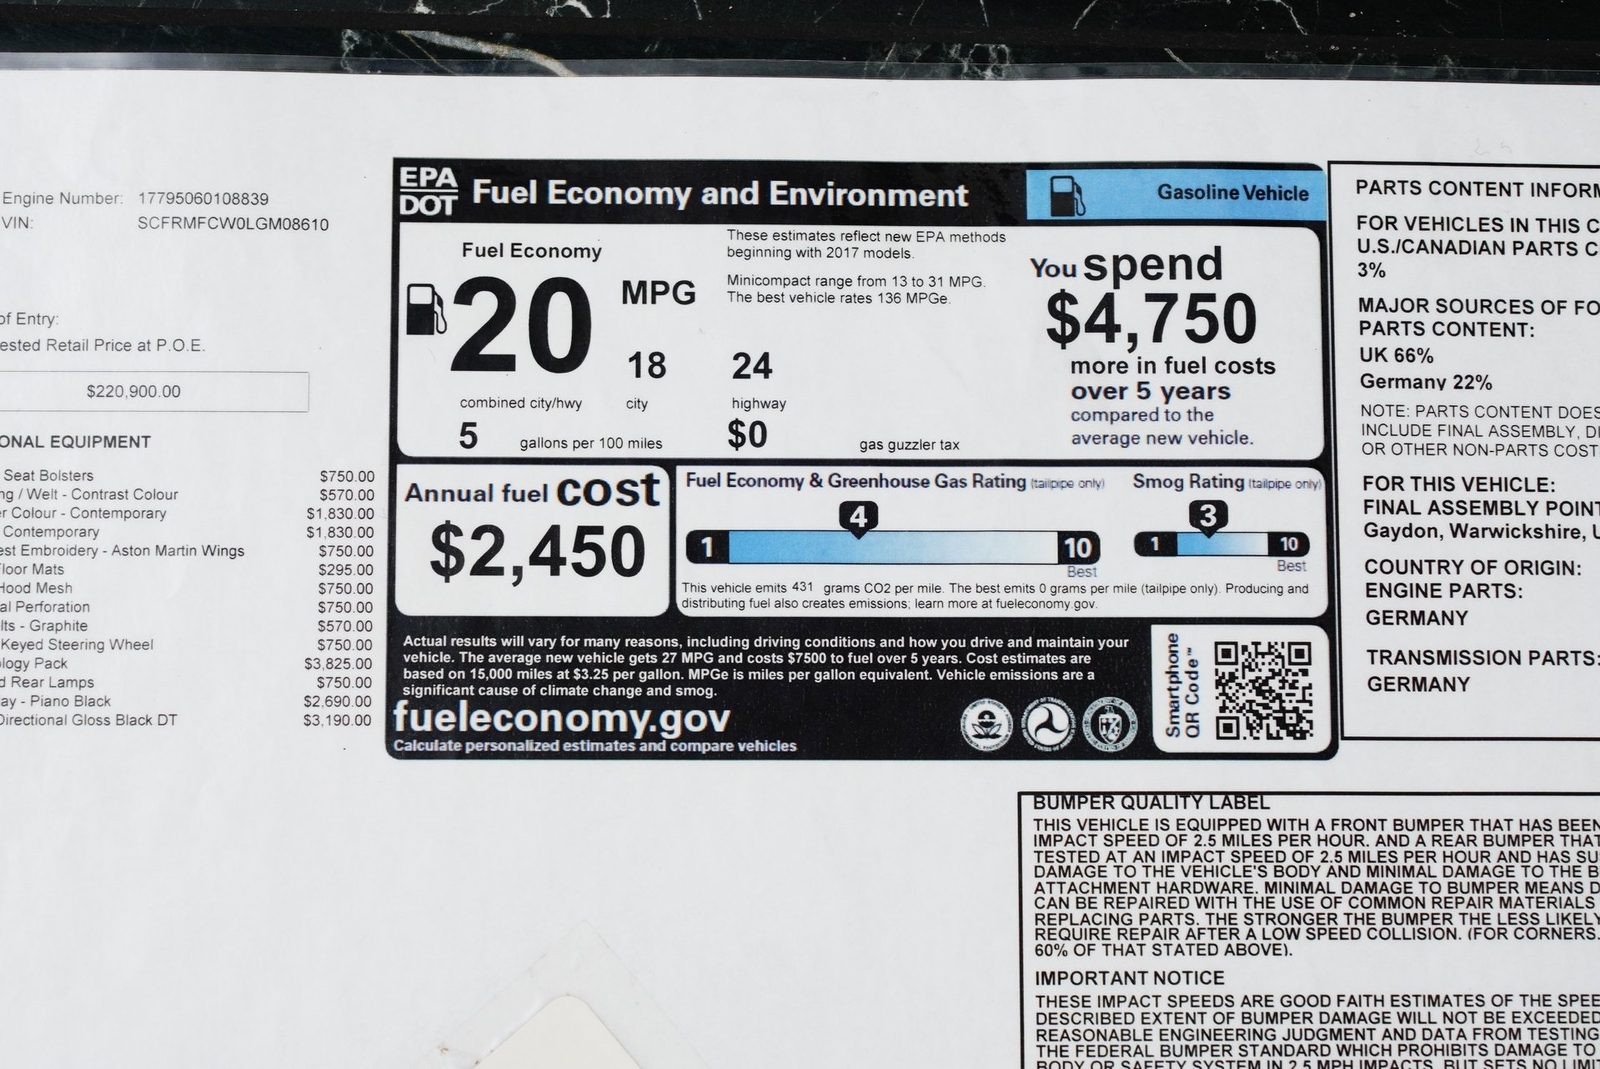 Engine Number: 17795060108839
VIN: SCFRMFCW0LGM08610
of Entry:
ested Retail Price at P.O.E.
$220,900.00
ONAL EQUIPMENT
Seat Bolsters $750.00
ng / Welt - Contrast Colour $570.00
er Colour - Contemporary $1,830.00
Contemporary $1,830.00
est Embroidery - Aston Martin Wings $750.00
Floor Mats $295.00
Hood Mesh $750.00
al Perforation $750.00
lts - Graphite $570.00
Keyed Steering Wheel $750.00
ology Pack $3,825.00
d Rear Lamps $750.00
ay - Piano Black $2,690.00
Directional Gloss Black DT $3,190.00
EPA
DOT
Fuel Economy and Environment
Gasoline Vehicle
Fuel Economy
20
MPG
18
24
combined city/hwy
city
highway
5 gallons per 100 miles
$0 gas guzzler tax
These estimates reflect new EPA methods
beginning with 2017 models.
Minicompact range from 13 to 31 MPG.
The best vehicle rates 136 MPGe.
You spend
$4,750
more in fuel costs
over 5 years
compared to the
average new vehicle.
Annual fuel cost
$2,450
Fuel Economy & Greenhouse Gas Rating (tailpipe only)
4
1
10
Best
Smog Rating (tailpipe only)
3
1
10
Best
This vehicle emits 431 grams CO2 per mile. The best emits 0 grams per mile (tailpipe only). Producing and
distributing fuel also creates emissions; learn more at fueleconomy.gov.
Actual results will vary for many reasons, including driving conditions and how you drive and maintain your
vehicle. The average new vehicle gets 27 MPG and costs $7500 to fuel over 5 years. Cost estimates are
based on 15,000 miles at $3.25 per gallon. MPGe is miles per gallon equivalent. Vehicle emissions are a
significant cause of climate change and smog.
fueleconomy.gov
Calculate personalized estimates and compare vehicles
Smartphone
QR Code™
PARTS CONTENT INFORM
FOR VEHICLES IN THIS C
U.S./CANADIAN PARTS C
3%
MAJOR SOURCES OF FO
PARTS CONTENT:
UK 66%
Germany 22%
NOTE: PARTS CONTENT DOES
INCLUDE FINAL ASSEMBLY, DI
OR OTHER NON-PARTS COST
FOR THIS VEHICLE:
FINAL ASSEMBLY POINT
Gaydon, Warwickshire, U
COUNTRY OF ORIGIN:
ENGINE PARTS:
GERMANY
TRANSMISSION PARTS:
GERMANY
BUMPER QUALITY LABEL
THIS VEHICLE IS EQUIPPED WITH A FRONT BUMPER THAT HAS BEEN
IMPACT SPEED OF 2.5 MILES PER HOUR. AND A REAR BUMPER THAT
TESTED AT AN IMPACT SPEED OF 2.5 MILES PER HOUR AND HAS SU
DAMAGE TO THE VEHICLE'S BODY AND MINIMAL DAMAGE TO THE B
ATTACHMENT HARDWARE. MINIMAL DAMAGE TO BUMPER MEANS D
CAN BE REPAIRED WITH THE USE OF COMMON REPAIR MATERIALS
REPLACING PARTS. THE STRONGER THE BUMPER THE LESS LIKELY
REQUIRE REPAIR AFTER A LOW SPEED COLLISION. (FOR CORNERS.
60% OF THAT STATED ABOVE).
IMPORTANT NOTICE
THESE IMPACT SPEEDS ARE GOOD FAITH ESTIMATES OF THE SPEE
DESCRIBED EXTENT OF BUMPER DAMAGE WILL NOT BE EXCEEDED
REASONABLE ENGINEERING JUDGMENT AND DATA FROM TESTING
THE FEDERAL BUMPER STANDARD WHICH PROHIBITS DAMAGE TO
BODY OR SAFETY SYSTEM IN 2.5 MPH IMPACTS, BUT SETS NO LIMIT